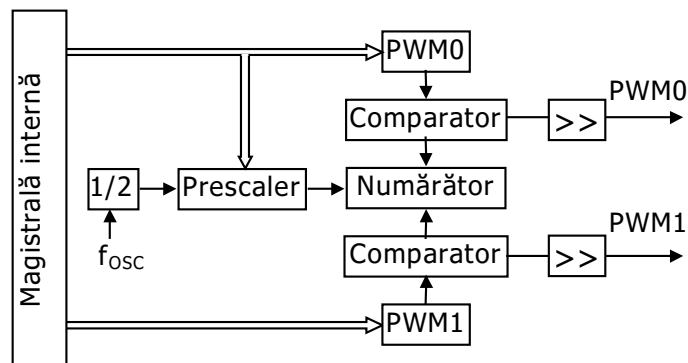 Magistrală internă
PWM0
PWM0
Comparator
>>
1/2
Prescaler
Numărător
PWM1
fOSC
Comparator
>>
PWM1